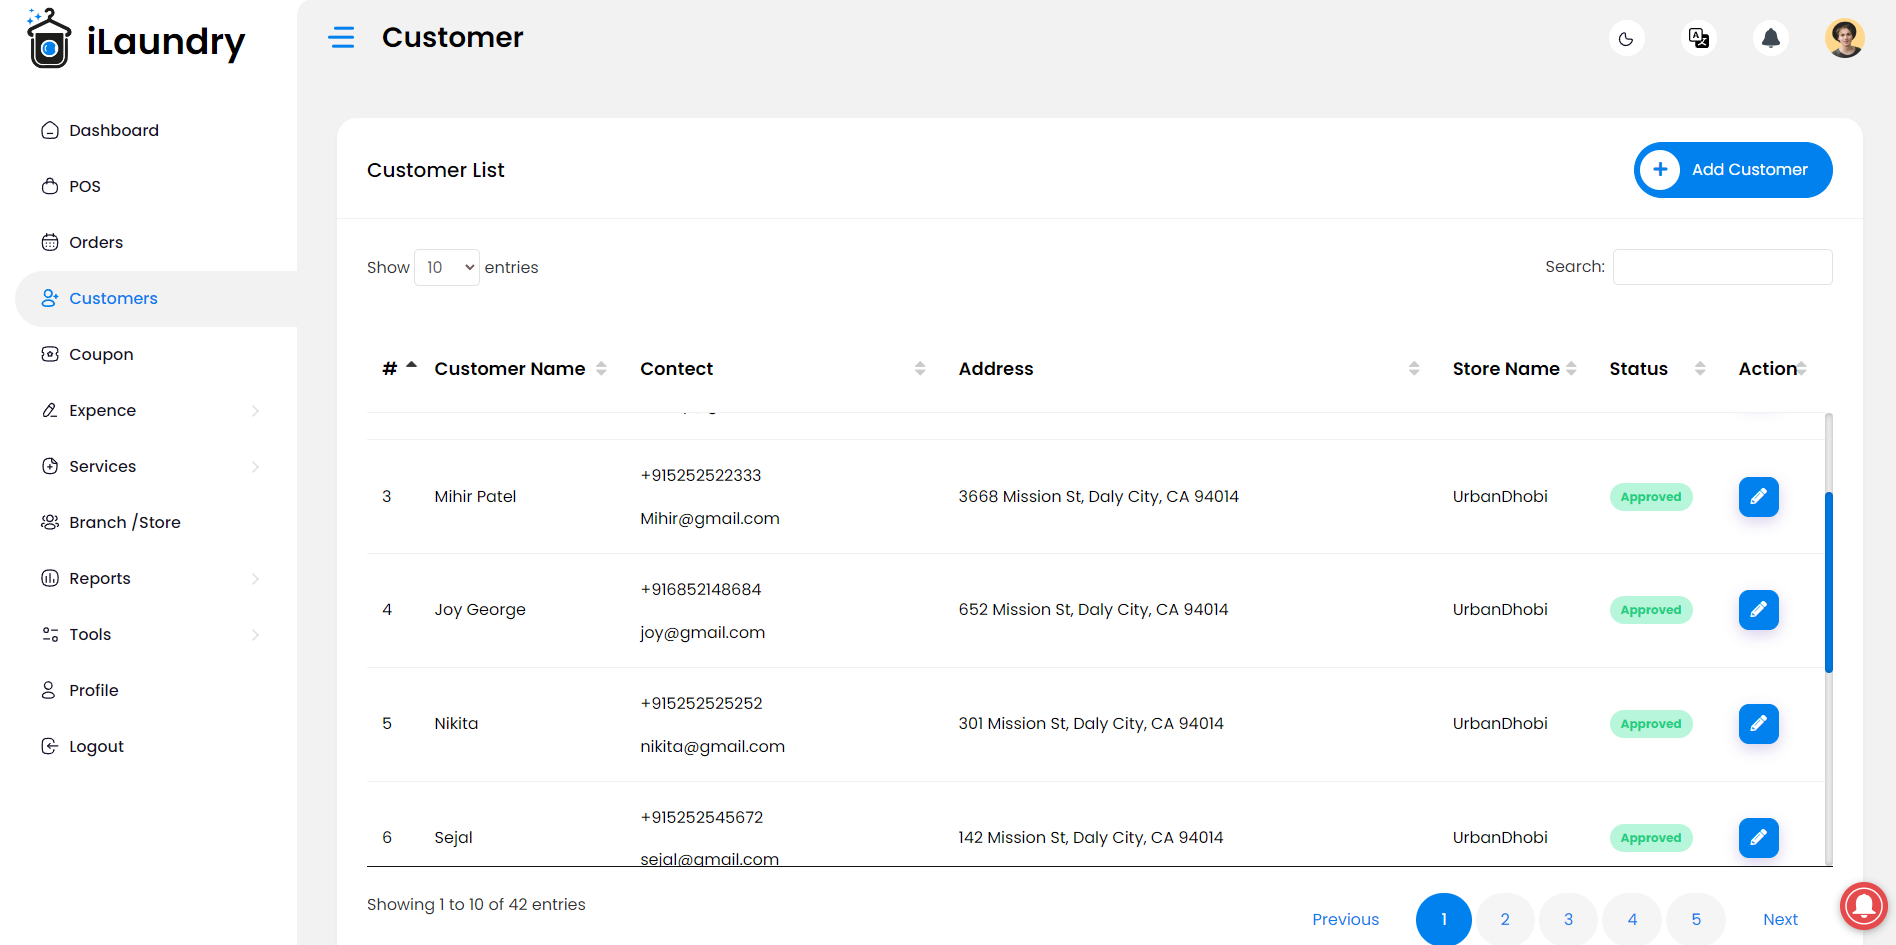 iLaundry
Customer
Dashboard
POS
Orders
Customers
Coupon
Expence
Services
Branch /Store
Reports
Tools
Profile
Logout
Customer List
+ Add Customer
Show 10 entries
Search:
# Customer Name Contect Address Store Name Status Action
3 Mihir Patel +915252522333 3668 Mission St, Daly City, CA 94014 UrbanDhobi Approved
Mihir@gmail.com
4 Joy George +916852148684 652 Mission St, Daly City, CA 94014 UrbanDhobi Approved
joy@gmail.com
5 Nikita +915252525252 301 Mission St, Daly City, CA 94014 UrbanDhobi Approved
nikita@gmail.com
6 Sejal +915252545672 142 Mission St, Daly City, CA 94014 UrbanDhobi Approved
sejal@gmail.com
Showing 1 to 10 of 42 entries
Previous 1 2 3 4 5 Next